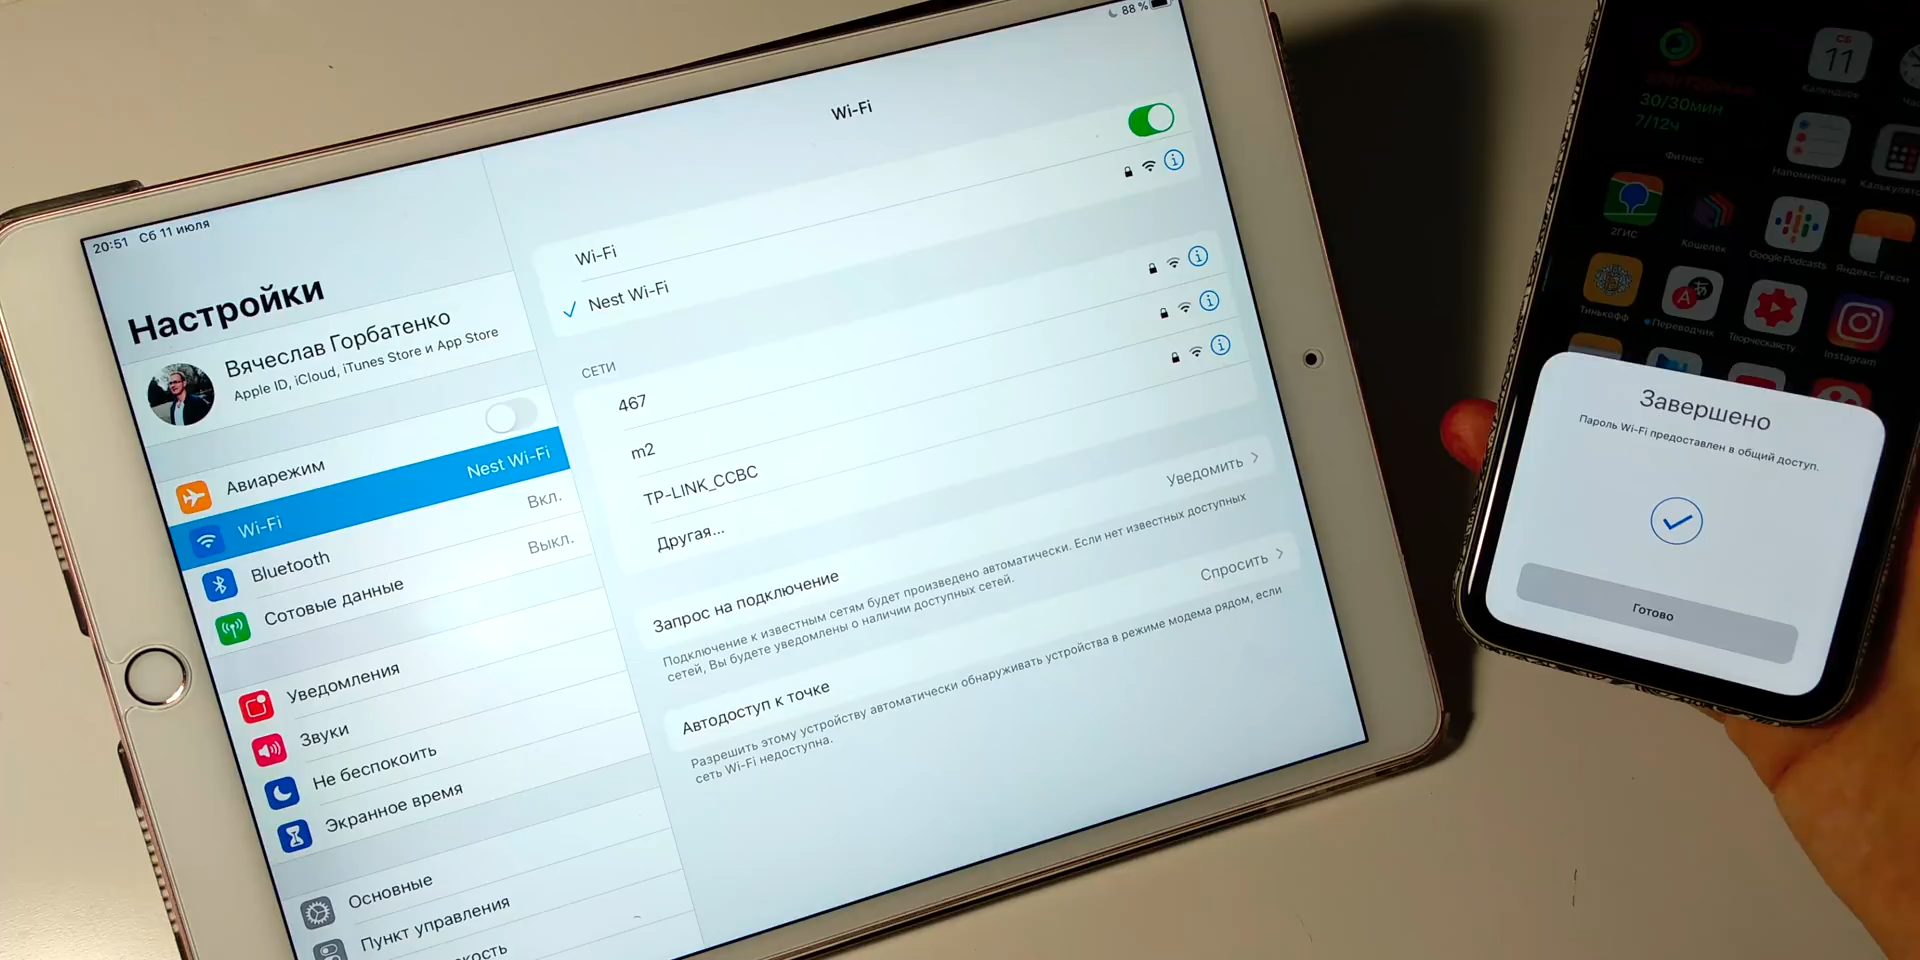 20:51 Сб 11 июля
88 %
Настройки
Вячеслав Горбатенко
Apple ID, iCloud, iTunes Store и App Store
Авиарежим
Wi-Fi Nest Wi-Fi
Bluetooth Вкл.
Сотовые данные Выкл.
Уведомления
Звуки
Не беспокоить
Экранное время
Основные
Пункт управления
Wi-Fi
Wi-Fi
Nest Wi-Fi
СЕТИ
467
m2
TP-LINK_CCBC
Другая...
Запрос на подключение Уведомить
Подключение к известным сетям будет произведено автоматически. Если нет известных доступных
сетей, Вы будете уведомлены о наличии доступных сетей.
Автодоступ к точке Спросить
Разрешить этому устройству автоматически обнаруживать устройства в режиме модема рядом, если
сеть Wi-Fi недоступна.
30/30мин
7/12ч
Фитнес
СБ
11
Календарь
Напоминания
2ГИС
Кошелек
Google Podcasts
Яндекс.Такси
Тинькофф
Переводчик
Instagram
Завершено
Пароль Wi-Fi предоставлен в общий доступ.
Готово